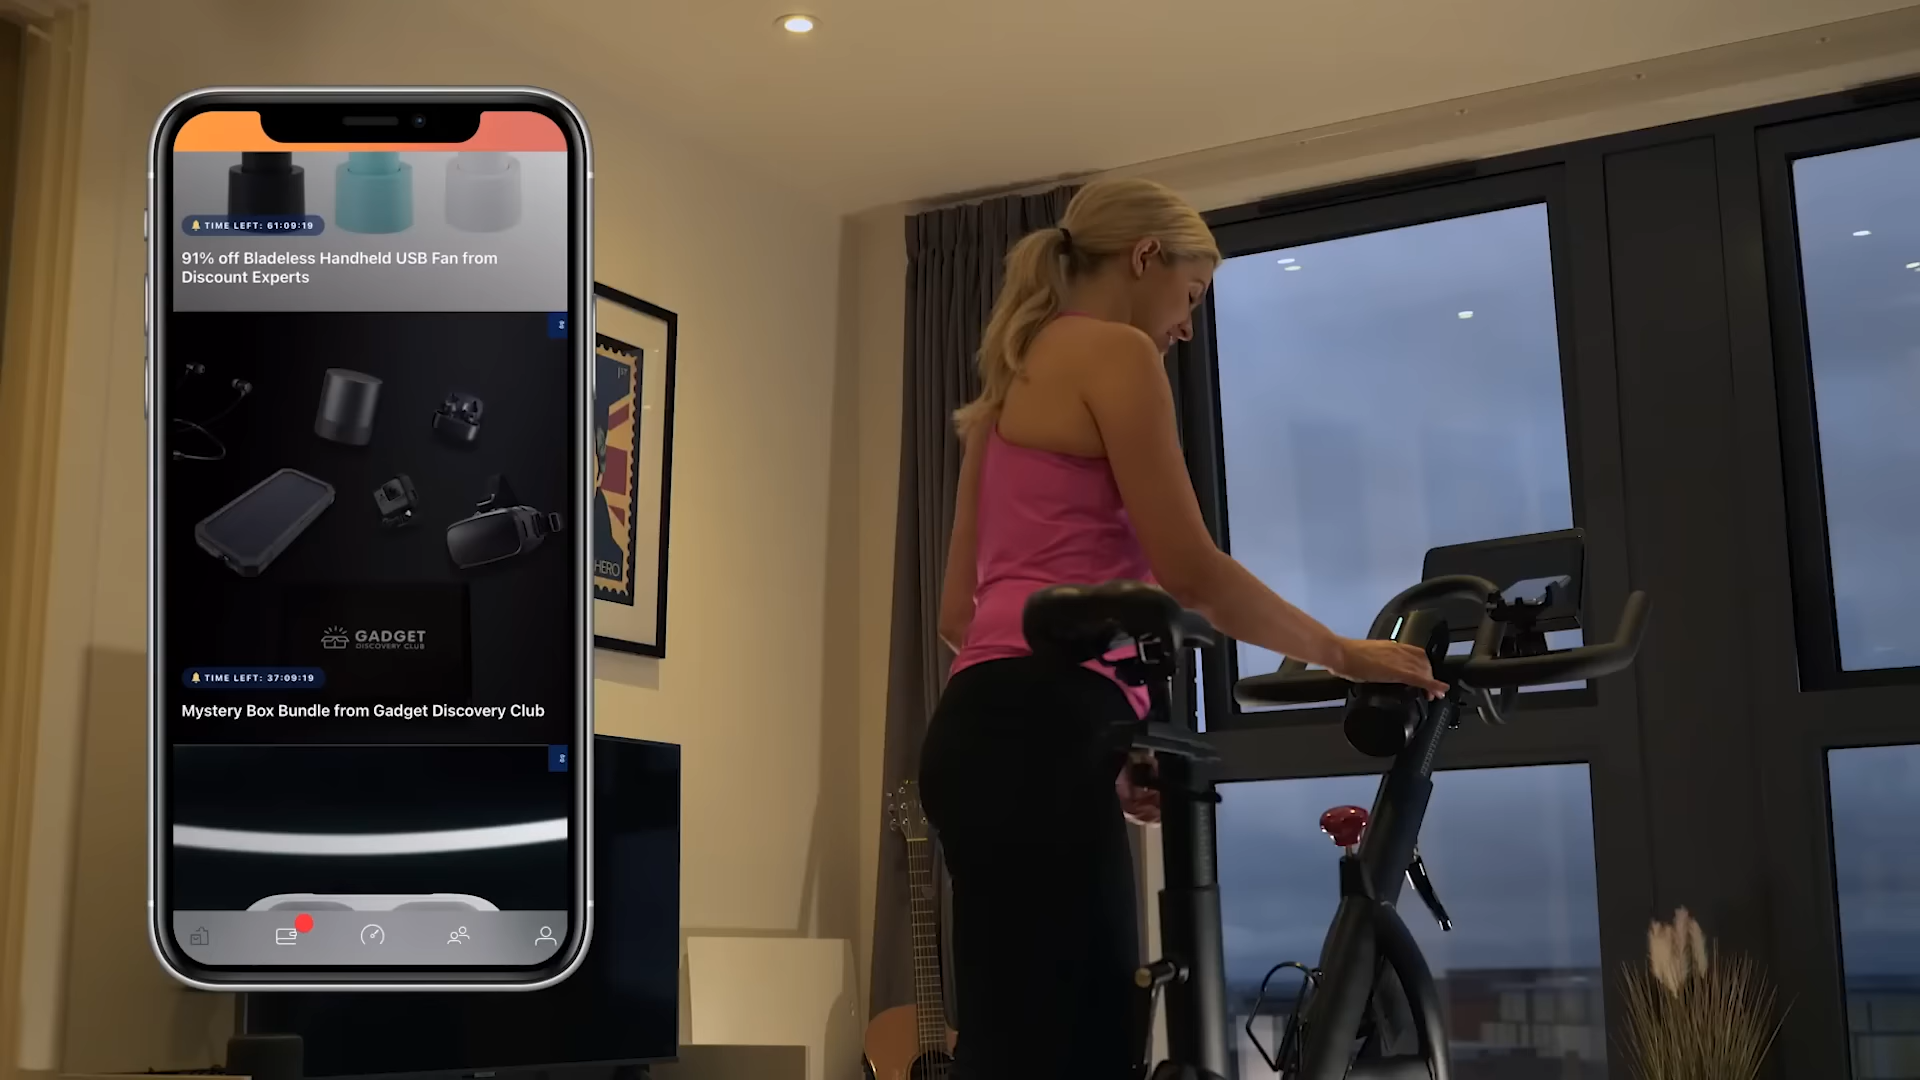 TIME LEFT: 61:09:19
91% off Bladeless Handheld USB Fan from
Discount Experts
GADGET
DISCOVERY CLUB
TIME LEFT: 37:09:19
Mystery Box Bundle from Gadget Discovery Club
1ST
HERO